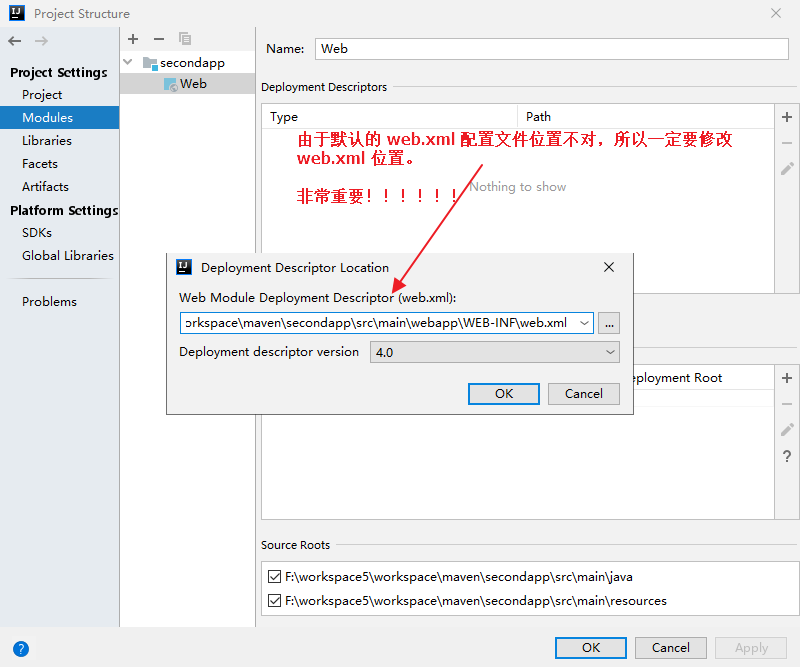 Project Structure
Name: Web
secondapp
Web
Project Settings
Project
Modules
Libraries
Facets
Artifacts
Platform Settings
SDKs
Global Libraries
Problems
Deployment Descriptors
Type Path
由于默认的 web.xml 配置文件位置不对，所以一定要修改
web.xml 位置。
非常重要！！！！！！
Nothing to show
Deployment Descriptor Location
Web Module Deployment Descriptor (web.xml):
orkspace\maven\secondapp\src\main\webapp\WEB-INF\web.xml
...
Deployment descriptor version 4.0
OK Cancel
eployment Root
?
Source Roots
F:\workspace5\workspace\maven\secondapp\src\main\java
F:\workspace5\workspace\maven\secondapp\src\main\resources
? OK Cancel Apply